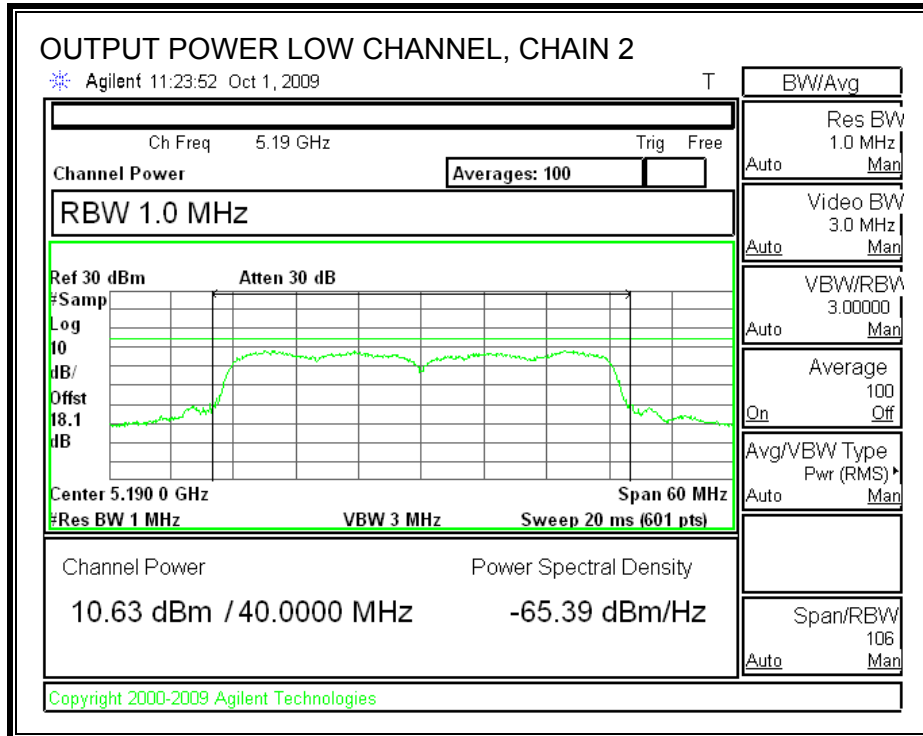 OUTPUT POWER LOW CHANNEL, CHAIN 2
Agilent 11:23:52 Oct 1, 2009 T
Ch Freq 5.19 GHz Trig Free
Channel Power Averages: 100
RBW 1.0 MHz
Ref 30 dBm Atten 30 dB
#Samp
Log
10
dB/
Offst
18.1
dB
Center 5.190 0 GHz Span 60 MHz
#Res BW 1 MHz VBW 3 MHz Sweep 20 ms (601 pts)
Channel Power Power Spectral Density
10.63 dBm / 40.0000 MHz -65.39 dBm/Hz
Copyright 2000-2009 Agilent Technologies
BW/Avg
Res BW
1.0 MHz
Auto Man
Video BW
3.0 MHz
Auto Man
VBW/RBW
3.00000
Auto Man
Average
100
On Off
Avg/VBW Type
Pwr (RMS)
Auto Man
Span/RBW
106
Auto Man